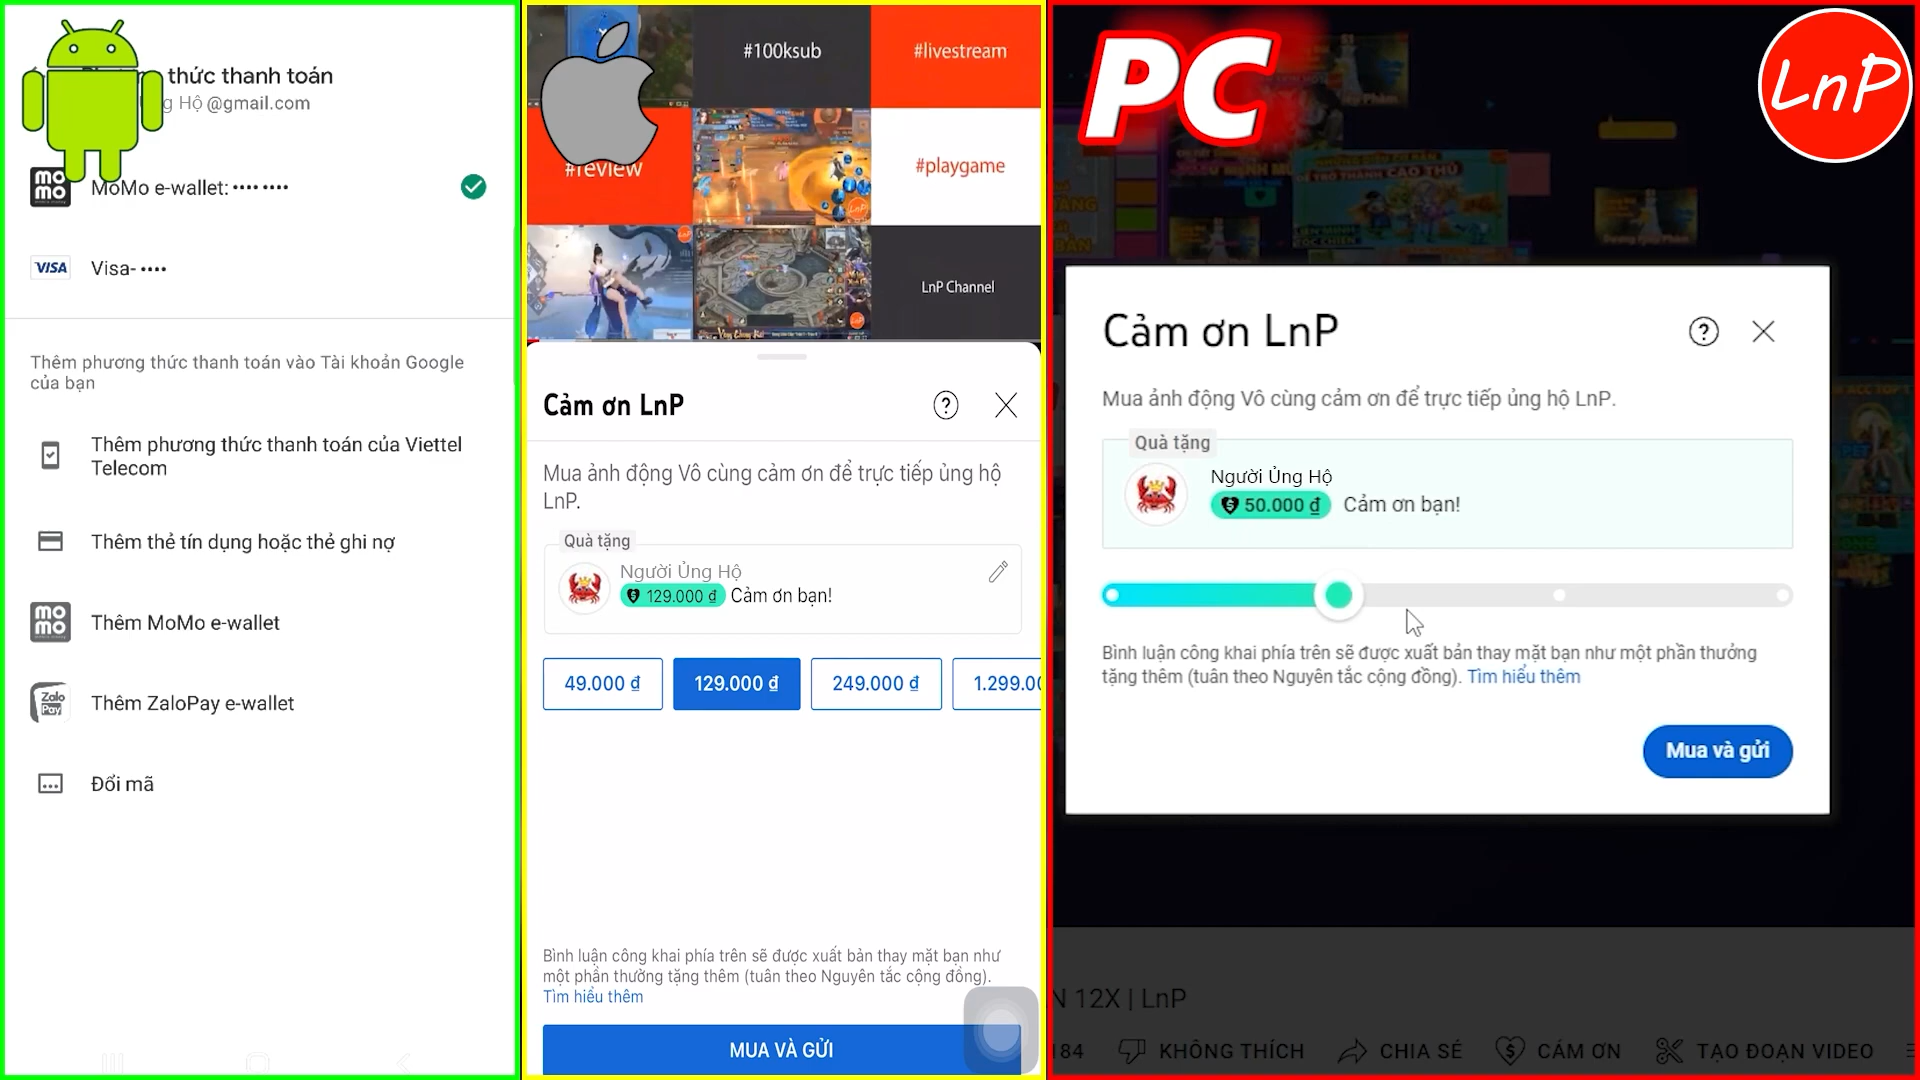 thức thanh toán
g Hộ @gmail.com
MoMo e-wallet: •••• ••••
VISA
Visa- ••••
Thêm phương thức thanh toán vào Tài khoản Google
của bạn
Thêm phương thức thanh toán của Viettel
Telecom
Thêm thẻ tín dụng hoặc thẻ ghi nợ
mo
mo
Thêm MoMo e-wallet
Zalo
Pay
Thêm ZaloPay e-wallet
Đổi mã
#100ksub
#livestream
#review
#playgame
LnP Channel
Cảm ơn LnP
Mua ảnh động Vô cùng cảm ơn để trực tiếp ủng hộ
LnP.
Quà tặng
Người Ủng Hộ
129.000 ₫ Cảm ơn bạn!
49.000 ₫
129.000 ₫
249.000 ₫
1.299.00
Bình luận công khai phía trên sẽ được xuất bản thay mặt bạn như
một phần thưởng tặng thêm (tuân theo Nguyên tắc cộng đồng).
Tìm hiểu thêm
MUA VÀ GỬI
PC
LnP
Cảm ơn LnP
Mua ảnh động Vô cùng cảm ơn để trực tiếp ủng hộ LnP.
Quà tặng
Người Ủng Hộ
50.000 ₫ Cảm ơn bạn!
Bình luận công khai phía trên sẽ được xuất bản thay mặt bạn như một phần thưởng
tặng thêm (tuân theo Nguyên tắc cộng đồng). Tìm hiểu thêm
Mua và gửi
N 12X | LnP
184
KHÔNG THÍCH
CHIA SẺ
CẢM ƠN
TẠO ĐOẠN VIDEO